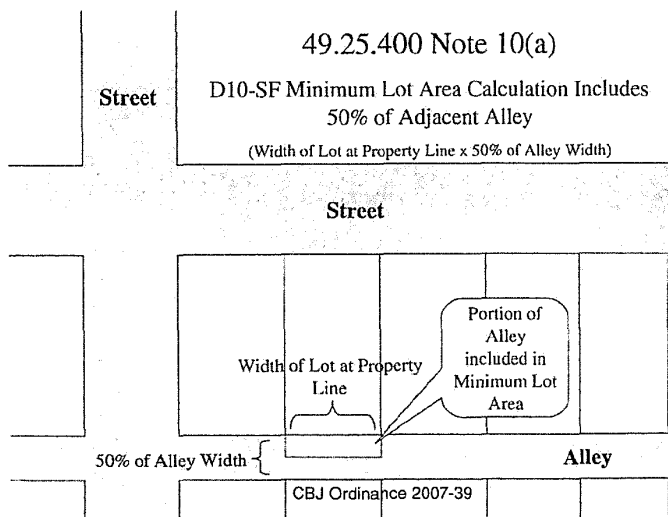 49.25.400 Note 10(a)
Street
D10-SF Minimum Lot Area Calculation Includes
50% of Adjacent Alley
(Width of Lot at Property Line x 50% of Alley Width)
Street
Portion of
Alley
included in
Minimum Lot
Area
Width of Lot at Property
Line
50% of Alley Width
Alley
CBJ Ordinance 2007-39